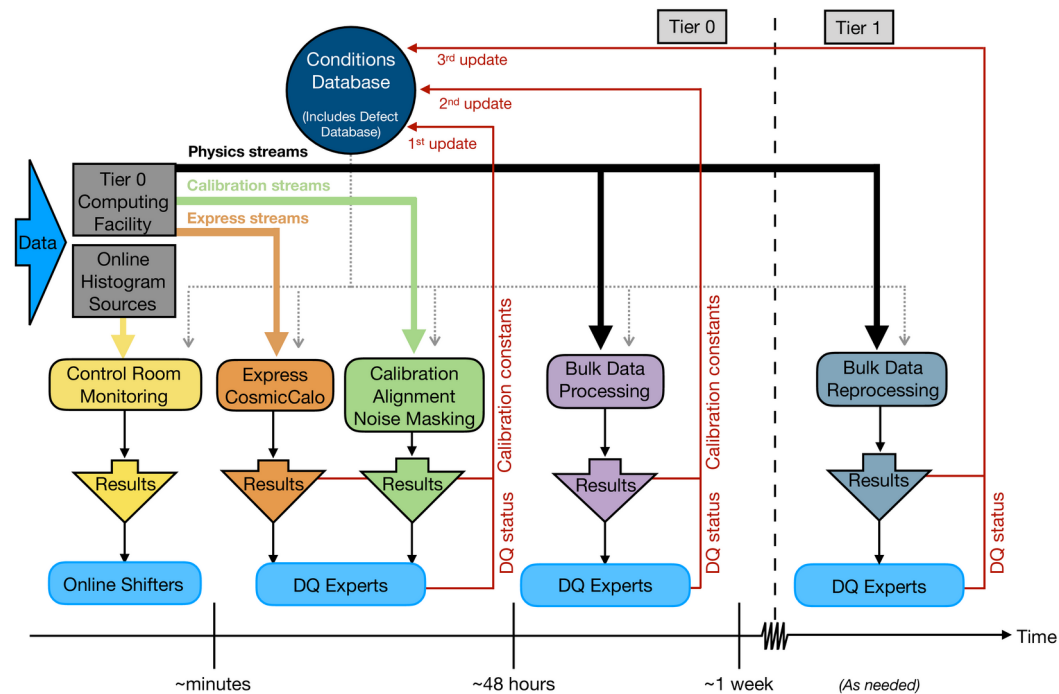 Tier 0
Tier 1
Conditions
Database
(Includes Defect
Database)
3rd update
2nd update
1st update
Physics streams
Calibration streams
Express streams
Data
Tier 0
Computing
Facility
Online
Histogram
Sources
Control Room
Monitoring
Express
CosmicCalo
Calibration
Alignment
Noise Masking
Bulk Data
Processing
Bulk Data
Reprocessing
Calibration constants
Calibration constants
Results
Results
Results
Results
Results
DQ status
DQ status
DQ status
Online Shifters
DQ Experts
DQ Experts
DQ Experts
Time
~minutes
~48 hours
~1 week
(As needed)